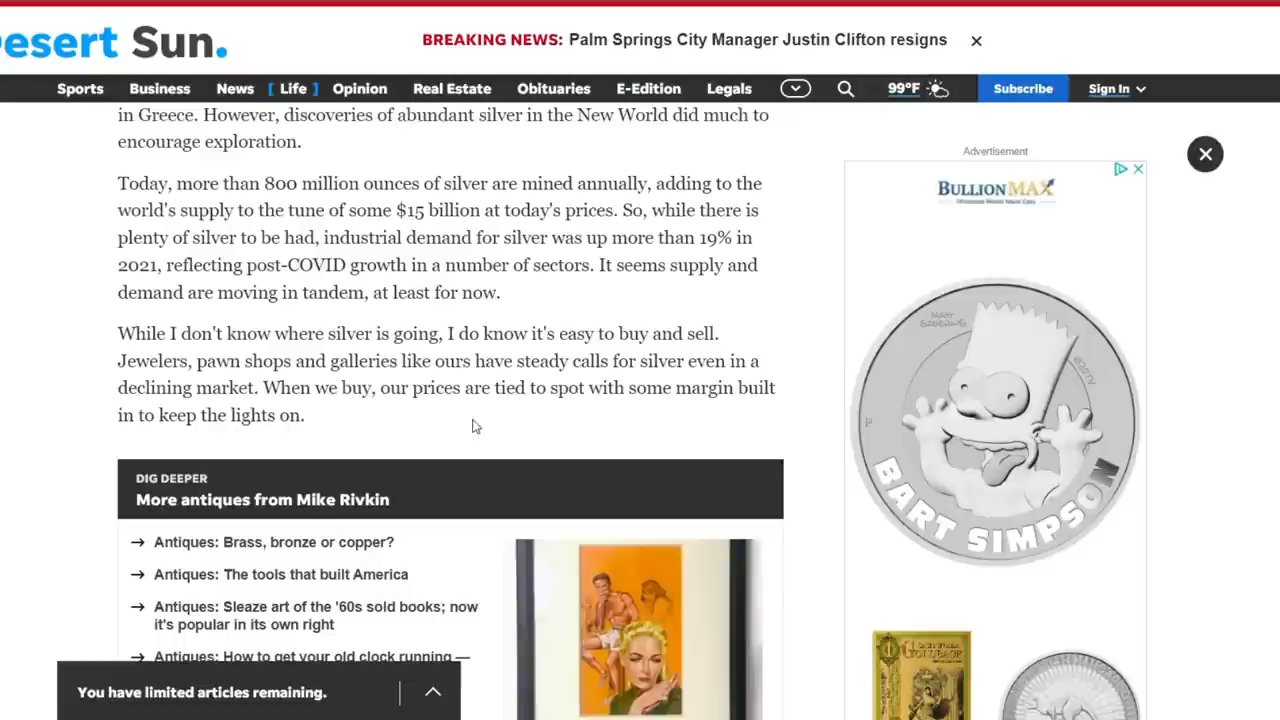 esert Sun.
BREAKING NEWS: Palm Springs City Manager Justin Clifton resigns
Sports Business News [ Life ] Opinion Real Estate Obituaries E-Edition Legals 99°F Subscribe Sign In
in Greece. However, discoveries of abundant silver in the New World did much to
encourage exploration.
Today, more than 800 million ounces of silver are mined annually, adding to the
world's supply to the tune of some $15 billion at today's prices. So, while there is
plenty of silver to be had, industrial demand for silver was up more than 19% in
2021, reflecting post-COVID growth in a number of sectors. It seems supply and
demand are moving in tandem, at least for now.
While I don't know where silver is going, I do know it's easy to buy and sell.
Jewelers, pawn shops and galleries like ours have steady calls for silver even in a
declining market. When we buy, our prices are tied to spot with some margin built
in to keep the lights on.
DIG DEEPER
More antiques from Mike Rivkin
→ Antiques: Brass, bronze or copper?
→ Antiques: The tools that built America
→ Antiques: Sleaze art of the '60s sold books; now
it's popular in its own right
→ Antiques: How to get your old clock running —
You have limited articles remaining.
Advertisement
BULLIONMAX
MATT GROENING
©2019
P
BART SIMPSON